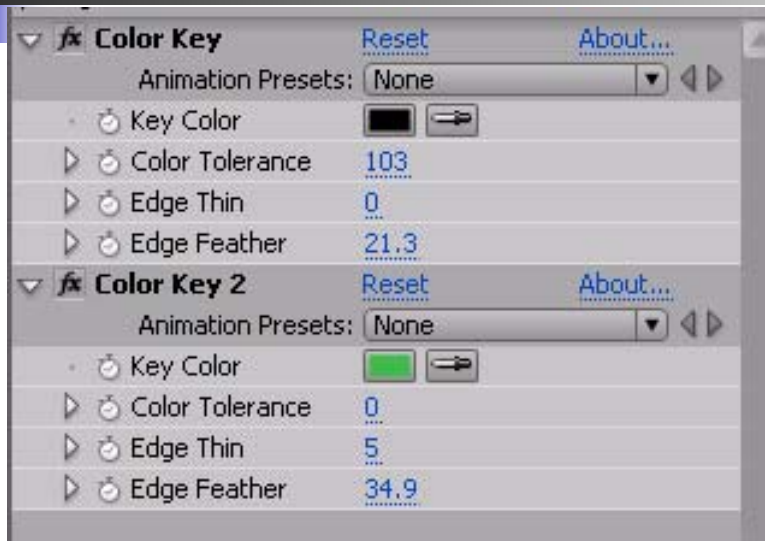 fx Color Key Reset About...
Animation Presets: None
Key Color
Color Tolerance 103
Edge Thin 0
Edge Feather 21.3
fx Color Key 2 Reset About...
Animation Presets: None
Key Color
Color Tolerance 0
Edge Thin 5
Edge Feather 34.9